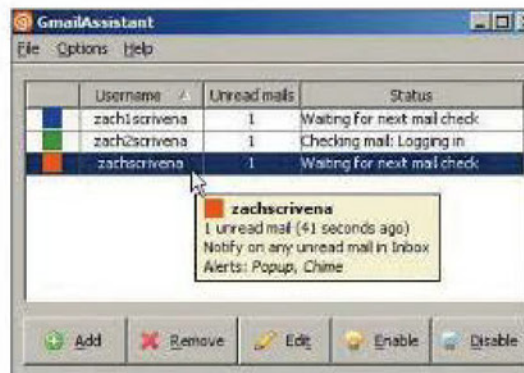 GmailAssistant
File Options Help
Username Unread mails Status
zach1scrivena 1 Waiting for next mail check
zach2scrivena 1 Checking mail: Logging in
zachscrivena 1 Waiting for next mail check
zachscrivena
1 unread mail (41 seconds ago)
Notify on any unread mail in Inbox
Alerts: Popup, Chime
Add Remove Edit Enable Disable